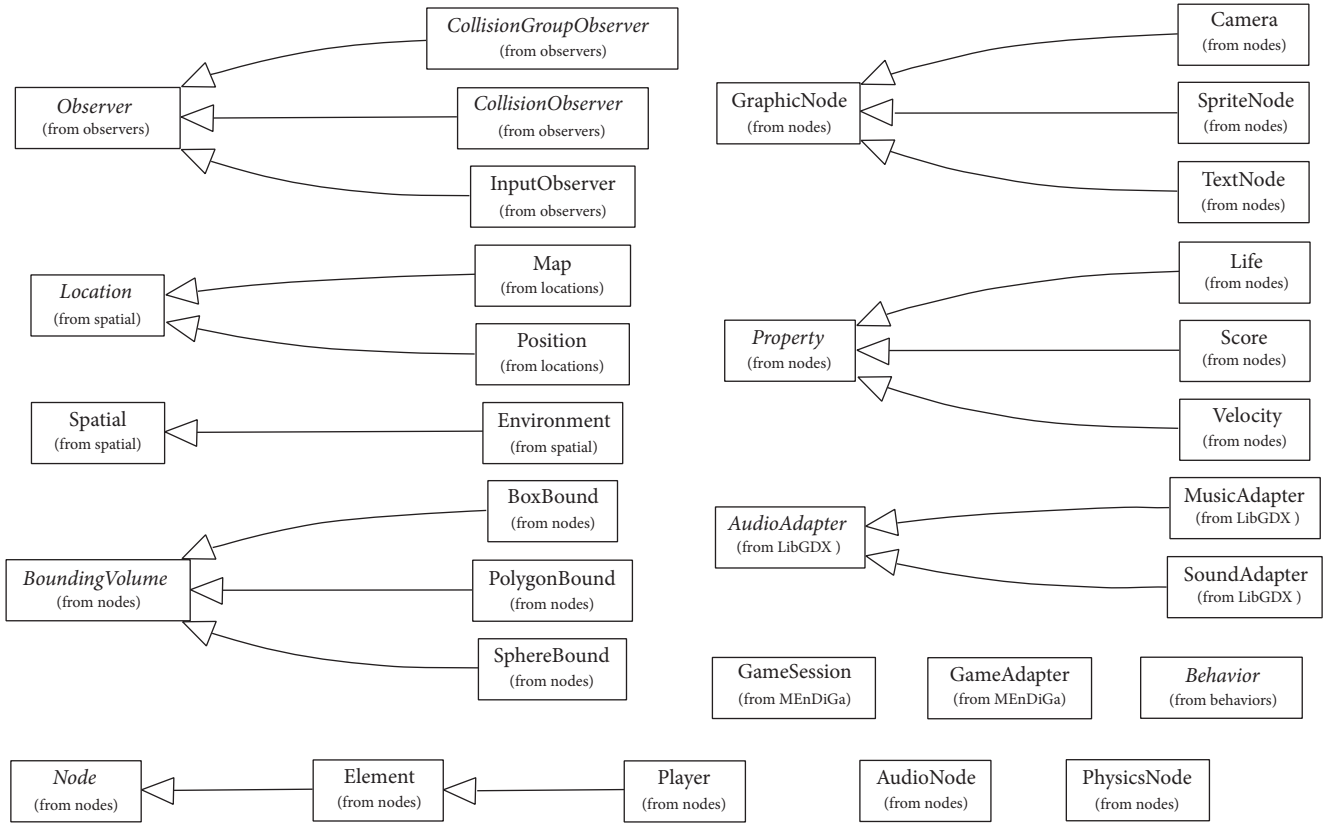 CollisionGroupObserver
(from observers)
Observer
(from observers)
CollisionObserver
(from observers)
InputObserver
(from observers)
Location
(from spatial)
Map
(from locations)
Position
(from locations)
Spatial
(from spatial)
Environment
(from spatial)
BoundingVolume
(from nodes)
BoxBound
(from nodes)
PolygonBound
(from nodes)
SphereBound
(from nodes)
Node
(from nodes)
Element
(from nodes)
Player
(from nodes)
GraphicNode
(from nodes)
Camera
(from nodes)
SpriteNode
(from nodes)
TextNode
(from nodes)
Property
(from nodes)
Life
(from nodes)
Score
(from nodes)
Velocity
(from nodes)
AudioAdapter
(from LibGDX )
MusicAdapter
(from LibGDX )
SoundAdapter
(from LibGDX )
GameSession
(from MEnDiGa)
GameAdapter
(from MEnDiGa)
Behavior
(from behaviors)
AudioNode
(from nodes)
PhysicsNode
(from nodes)